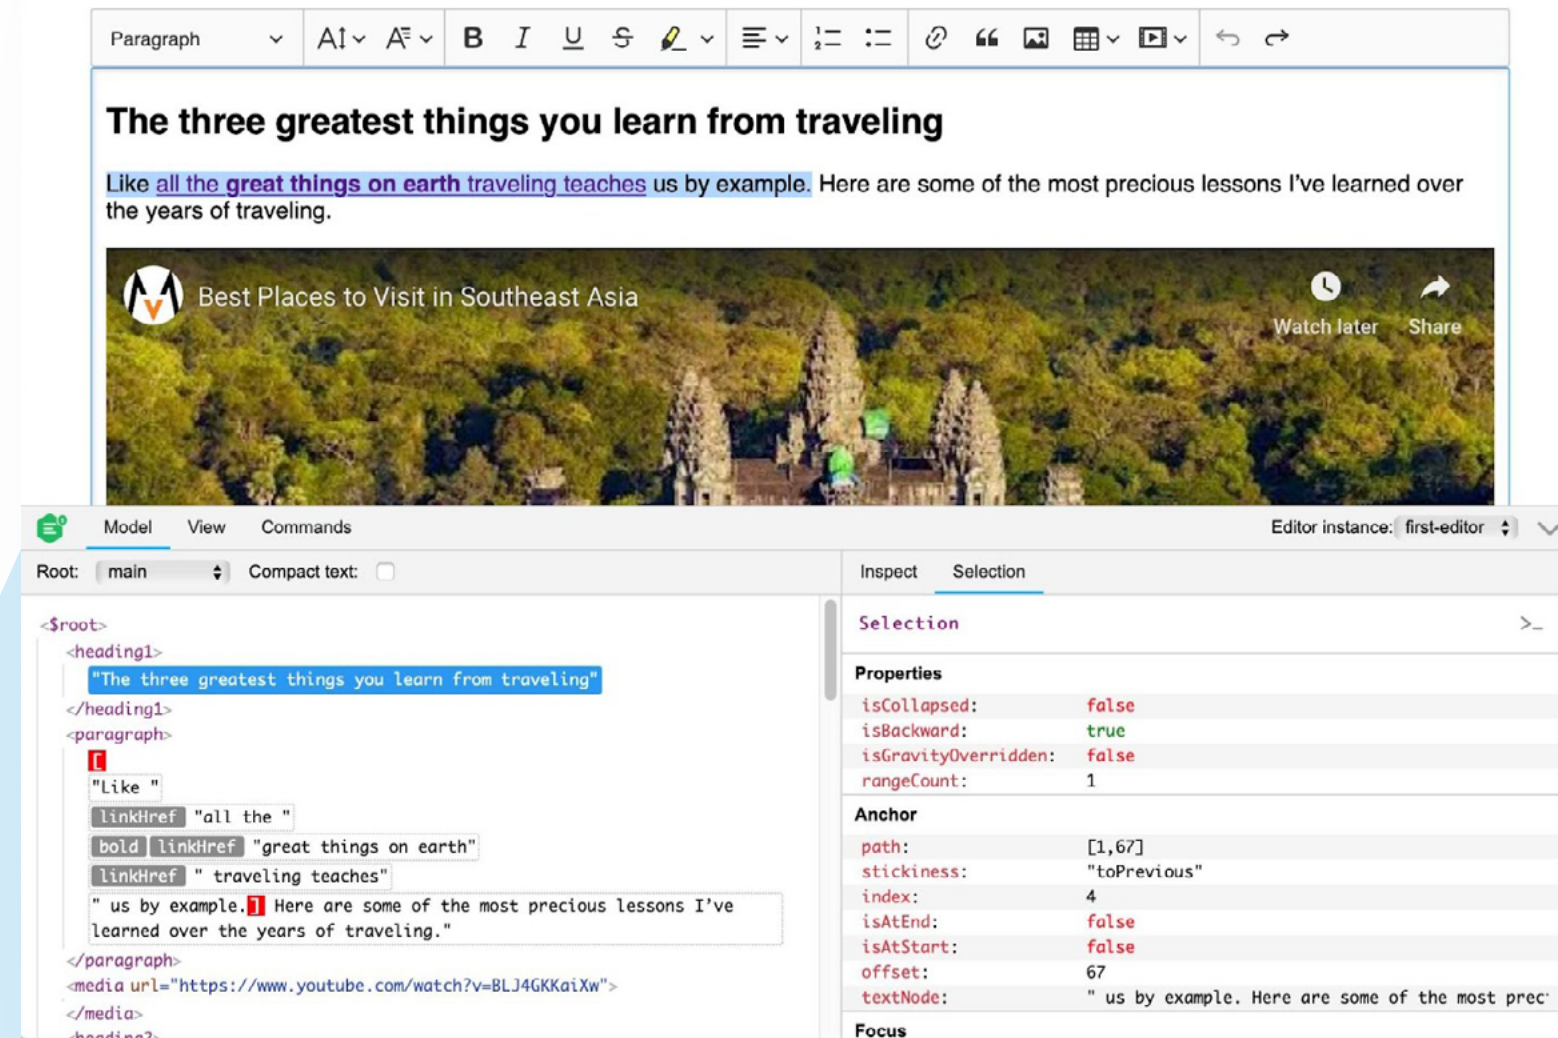 Paragraph
The three greatest things you learn from traveling
Like all the great things on earth traveling teaches us by example. Here are some of the most precious lessons I've learned over
the years of traveling.
Best Places to Visit in Southeast Asia
Watch later Share
Model View Commands Editor instance: first-editor
Root: main Compact text: Inspect Selection
<$root>
<heading1>
"The three greatest things you learn from traveling"
</heading1>
<paragraph>
[
"Like "
linkHref "all the "
bold linkHref "great things on earth"
linkHref " traveling teaches"
" us by example.] Here are some of the most precious lessons I've
learned over the years of traveling."
</paragraph>
<media url="https://www.youtube.com/watch?v=BLJ4GKKaiXw">
</media>
<heading2>
Selection >_
Properties
isCollapsed: false
isBackward: true
isGravityOverridden: false
rangeCount: 1
Anchor
path: [1,67]
stickiness: "toPrevious"
index: 4
isAtEnd: false
isAtStart: false
offset: 67
textNode: " us by example. Here are some of the most prec
Focus